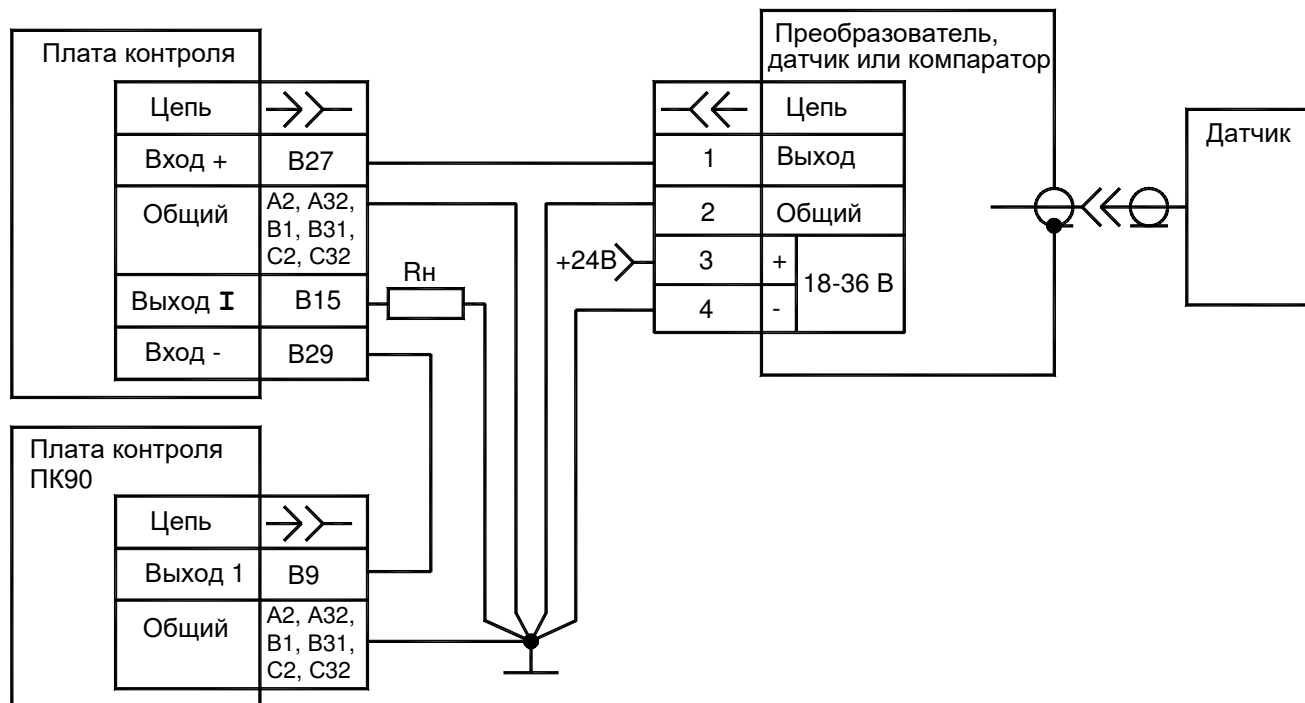 Плата контроля
Цепь
Вход + B27
Общий A2, A32,
B1, B31,
C2, C32
Выход I B15
Вход - B29
Rн
Преобразователь,
датчик или компаратор
Цепь
1 Выход
2 Общий
+24В
3 +
18-36 В
4 -
Датчик
Плата контроля
ПК90
Цепь
Выход 1 B9
Общий A2, A32,
B1, B31,
C2, C32